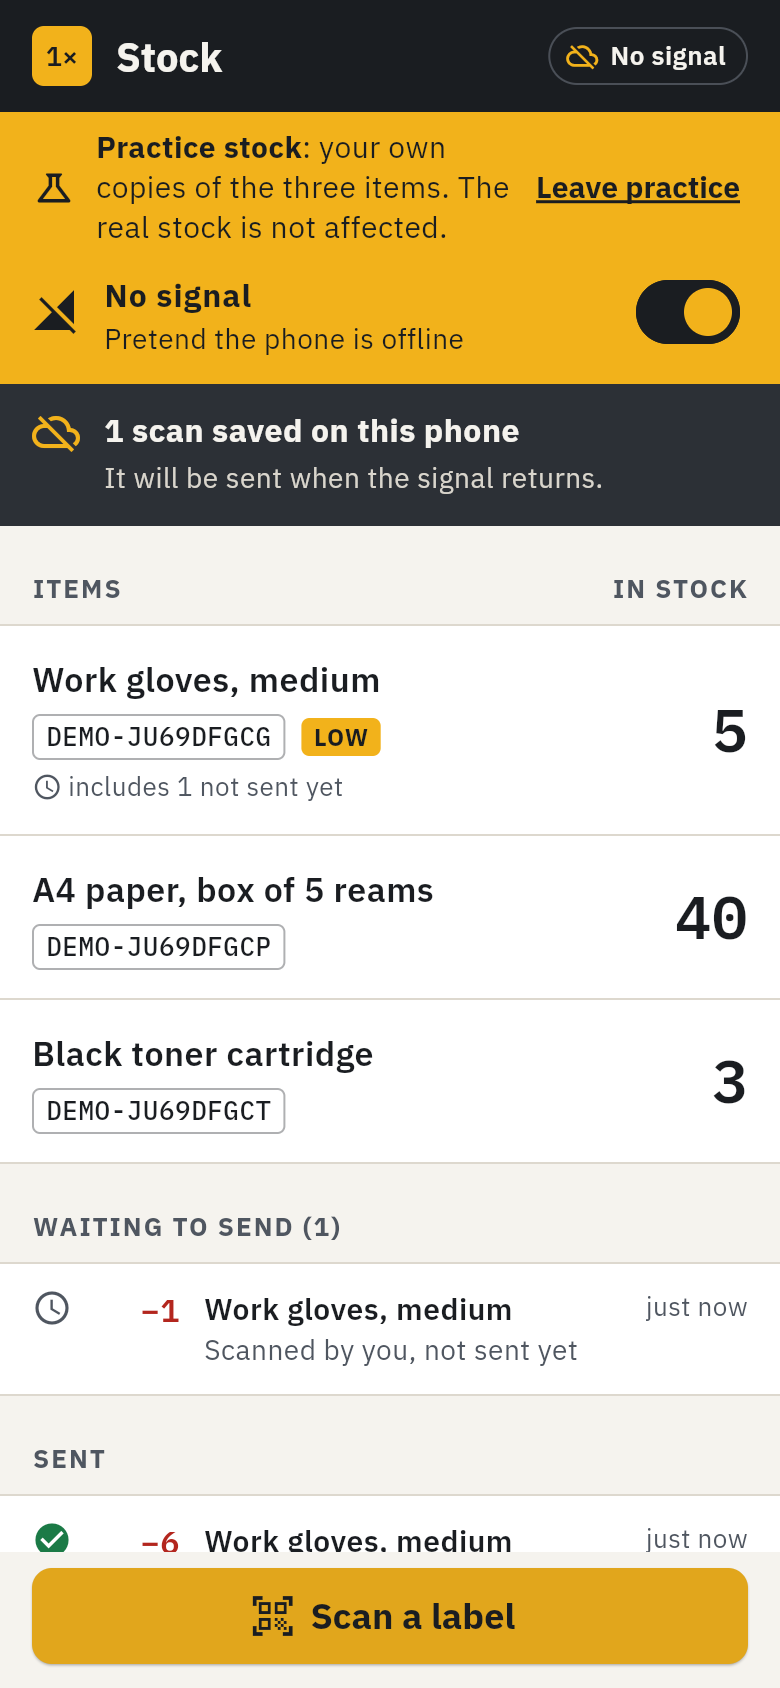 1×
Stock
No signal
Practice stock: your own
copies of the three items. The
real stock is not affected.
Leave practice
No signal
Pretend the phone is offline
1 scan saved on this phone
It will be sent when the signal returns.
ITEMS
IN STOCK
Work gloves, medium
DEMO-JU69DFGCG
LOW
includes 1 not sent yet
5
A4 paper, box of 5 reams
DEMO-JU69DFGCP
40
Black toner cartridge
DEMO-JU69DFGCT
3
WAITING TO SEND (1)
−1 Work gloves, medium just now
Scanned by you, not sent yet
SENT
−6 Work gloves, medium just now
Scan a label